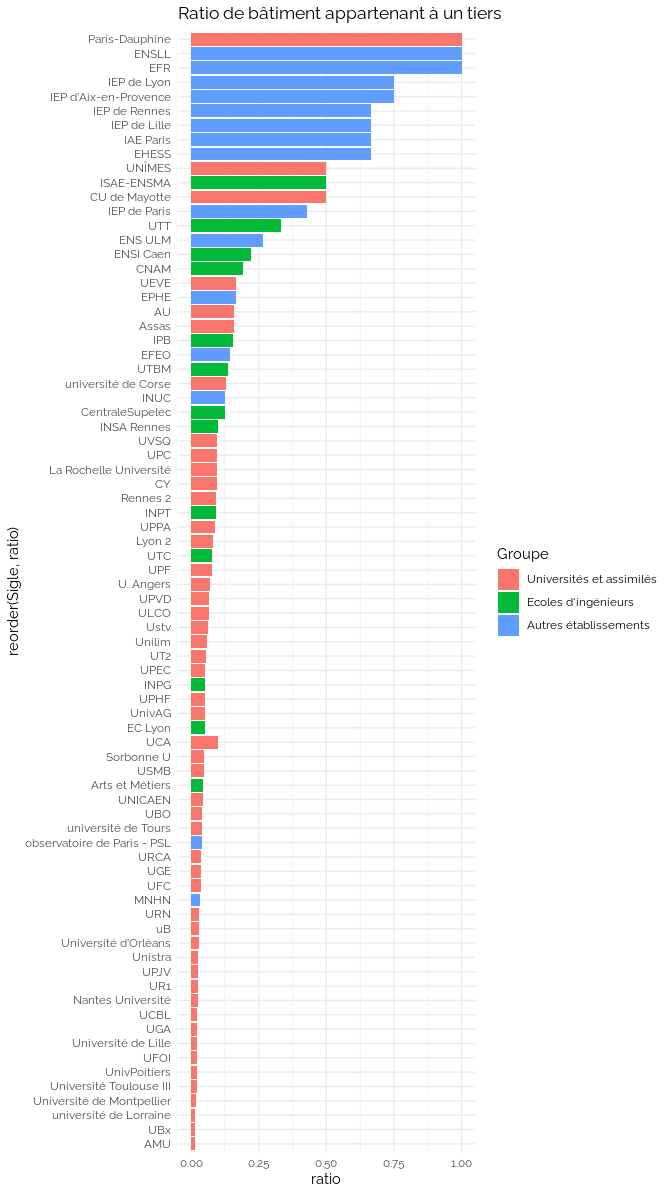 Ratio de bâtiment appartenant à un tiers
Paris-Dauphine
ENSLL
EFR
IEP de Lyon
IEP d'Aix-en-Provence
IEP de Rennes
IEP de Lille
IAE Paris
EHESS
UNÎMES
ISAE-ENSMA
CU de Mayotte
IEP de Paris
UTT
ENS ULM
ENSI Caen
CNAM
UEVE
EPHE
AU
Assas
IPB
EFEO
UTBM
université de Corse
INUC
CentraleSupelec
INSA Rennes
UVSQ
UPC
La Rochelle Université
CY
Rennes 2
INPT
UPPA
Lyon 2
UTC
UPF
U. Angers
UPVD
ULCO
Ustv
Unilim
UT2
UPEC
INPG
UPHF
UnivAG
EC Lyon
UCA
Sorbonne U
USMB
Arts et Métiers
UNICAEN
UBO
université de Tours
observatoire de Paris - PSL
URCA
UGE
UFC
MNHN
URN
uB
Université d'Orléans
Unistra
UPJV
UR1
Nantes Université
UCBL
UGA
Université de Lille
UFOI
UnivPoitiers
Université Toulouse III
Université de Montpellier
université de Lorraine
UBx
AMU
0.00 0.25 0.50 0.75 1.00
ratio
reorder(Sigle, ratio)
Groupe
Universités et assimilés
Ecoles d'ingénieurs
Autres établissements